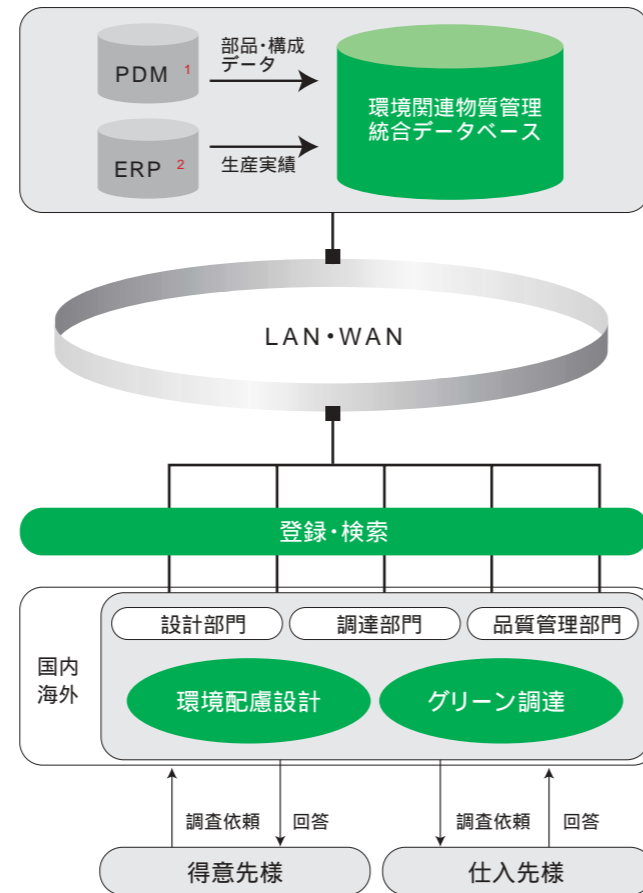 部品・構成
データ
PDM 1
環境関連物質管理
統合データベース
ERP 2
生産実績
LAN・WAN
登録・検索
設計部門
調達部門
品質管理部門
国内
海外
環境配慮設計
グリーン調達
調査依頼
回答
調査依頼
回答
得意先様
仕入先様